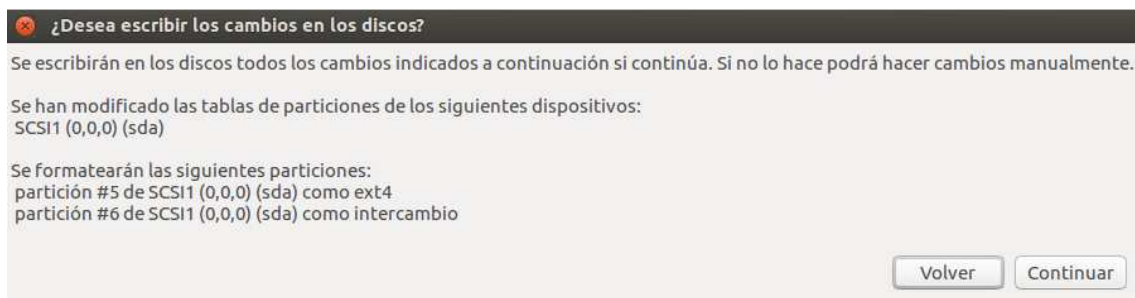 ¿Desea escribir los cambios en los discos?
Se escribirán en los discos todos los cambios indicados a continuación si continúa. Si no lo hace podrá hacer cambios manualmente.
Se han modificado las tablas de particiones de los siguientes dispositivos:
SCSI1 (0,0,0) (sda)
Se formatearán las siguientes particiones:
partición #5 de SCSI1 (0,0,0) (sda) como ext4
partición #6 de SCSI1 (0,0,0) (sda) como intercambio
Volver Continuar